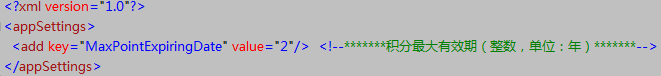 <?xml version="1.0"?>
<appSettings>
<add key="MaxPointExpiringDate" value="2"/> <!--*******积分最大有效期（整数，单位：年）*******-->
</appSettings>